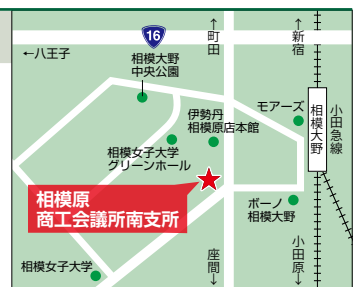 16
←八王子
↑
町田
↑
新宿
相模大野
中央公園
伊勢丹
相模原店本館
モアーズ
相模大野
小田急線
相模女子大学
グリーンホール
相模原
商工会議所南支所
ボーノ
相模大野
相模女子大学
座間
↓
小田原
↓